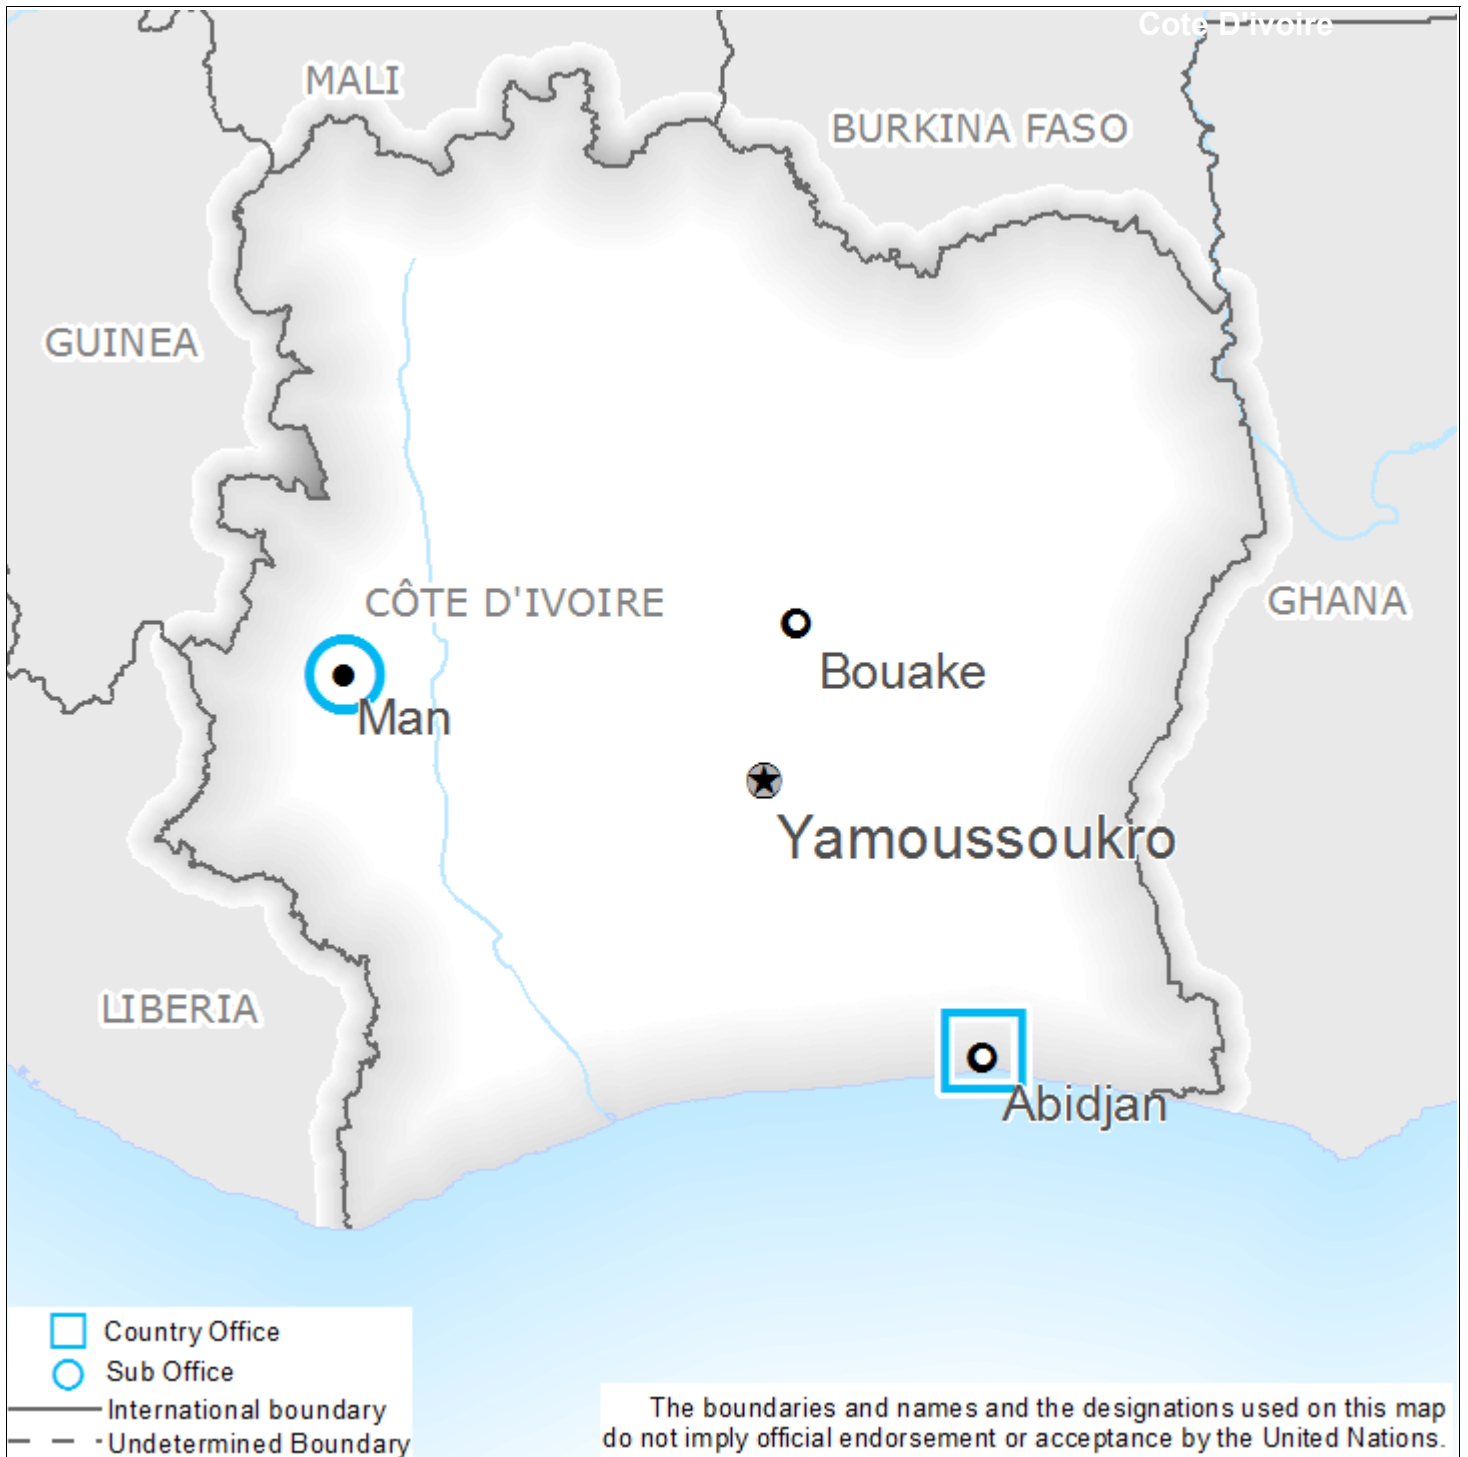 Cote D'ivoire
MALI
BURKINA FASO
GUINEA
CÔTE D'IVOIRE
GHANA
Bouake
Man
Yamoussoukro
LIBERIA
Abidjan
Country Office
Sub Office
International boundary
Undetermined Boundary
The boundaries and names and the designations used on this map
do not imply official endorsement or acceptance by the United Nations.